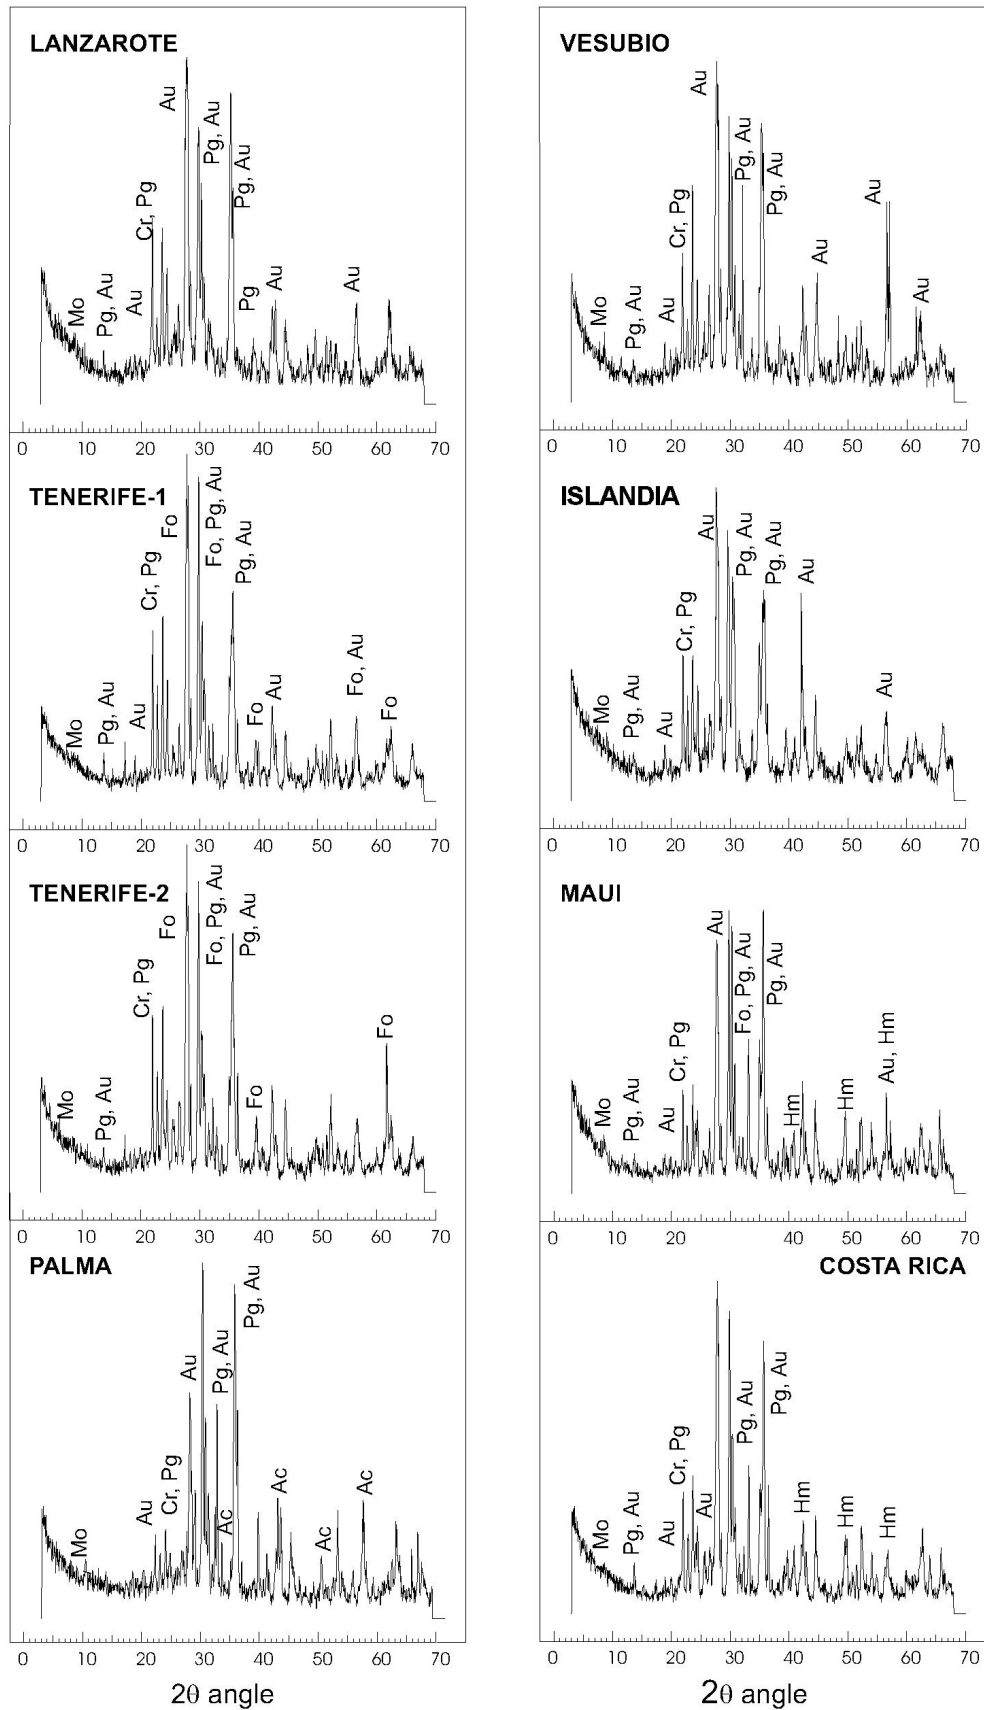 LANZAROTE
Mo
Pg, Au
Au
Cr, Pg
Au
Pg, Au
Pg, Au
Pg
Au
Au
0 10 20 30 40 50 60 70
VESUBIO
Mo
Pg, Au
Au
Cr, Pg
Au
Pg, Au
Pg, Au
Au
Au
Au
0 10 20 30 40 50 60 70
TENERIFE-1
Mo
Pg, Au
Au
Cr, Pg
Fo
Fo, Pg, Au
Pg, Au
Fo
Au
Fo, Au
Fo
0 10 20 30 40 50 60 70
ISLANDIA
Mo
Pg, Au
Au
Cr, Pg
Au
Pg, Au
Pg, Au
Au
Au
0 10 20 30 40 50 60 70
TENERIFE-2
Mo
Pg, Au
Cr, Pg
Fo
Fo, Pg, Au
Pg, Au
Fo
Fo
0 10 20 30 40 50 60 70
MAUI
Mo
Pg, Au
Au
Cr, Pg
Au
Fo, Pg, Au
Pg, Au
Hm
Hm
Au, Hm
0 10 20 30 40 50 60 70
PALMA
Mo
Au
Cr, Pg
Au
Pg, Au
Ac
Pg, Au
Ac
Ac
Ac
0 10 20 30 40 50 60 70
2θ angle
COSTA RICA
Mo
Pg, Au
Au
Cr, Pg
Au
Pg, Au
Pg, Au
Hm
Hm
Hm
0 10 20 30 40 50 60 70
2θ angle